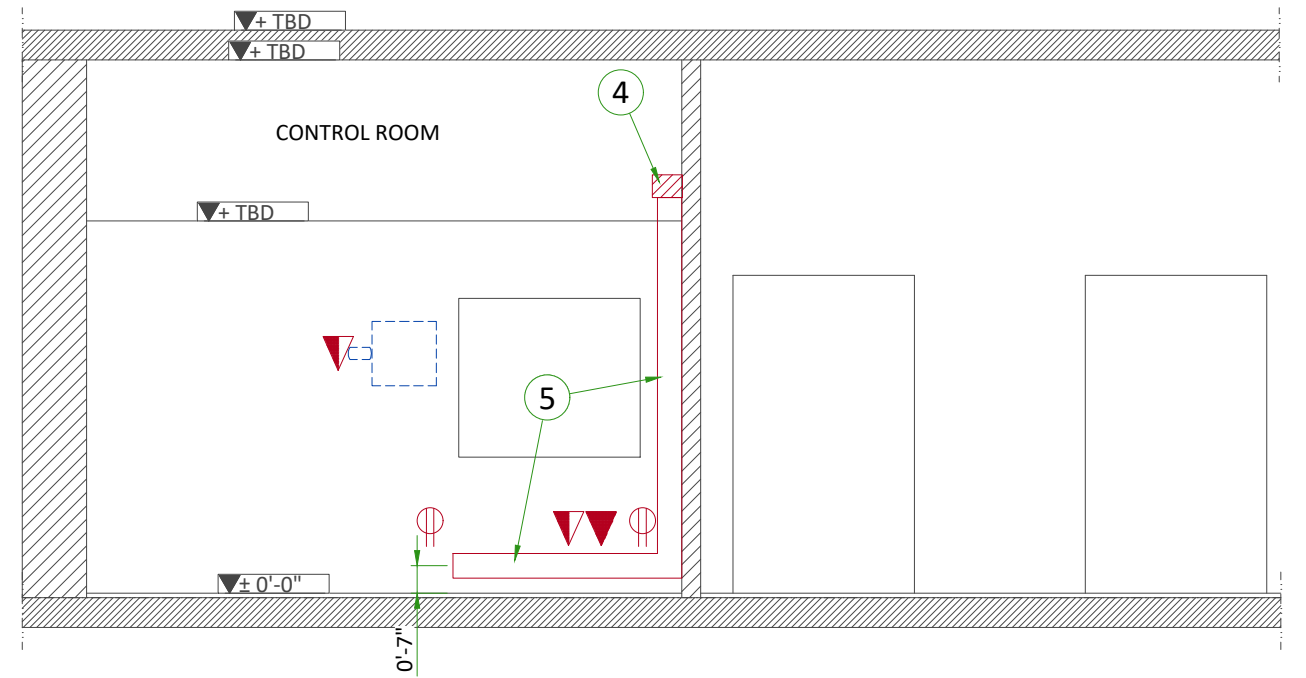 + TBD
+ TBD
4
CONTROL ROOM
+ TBD
5
± 0'-0"
0'-7"